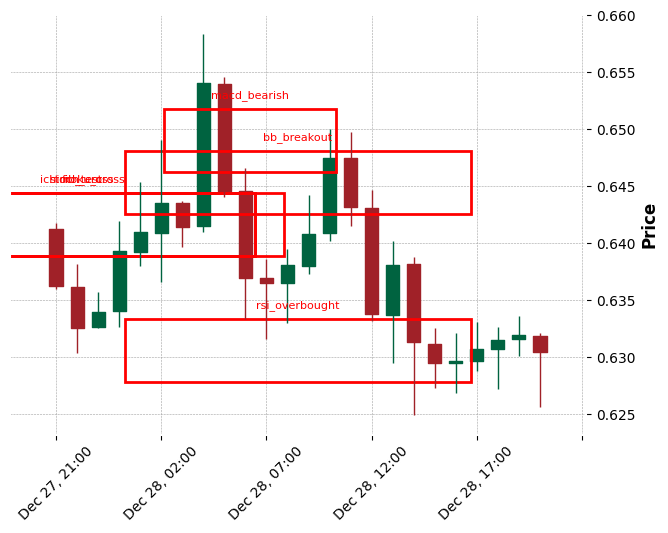 0.660
0.655
macd_bearish
0.650
bb_breakout
0.645
0.640
Price
0.635
rsi_overbought
0.630
0.625
Dec 27, 21:00
Dec 28, 02:00
Dec 28, 07:00
Dec 28, 12:00
Dec 28, 17:00